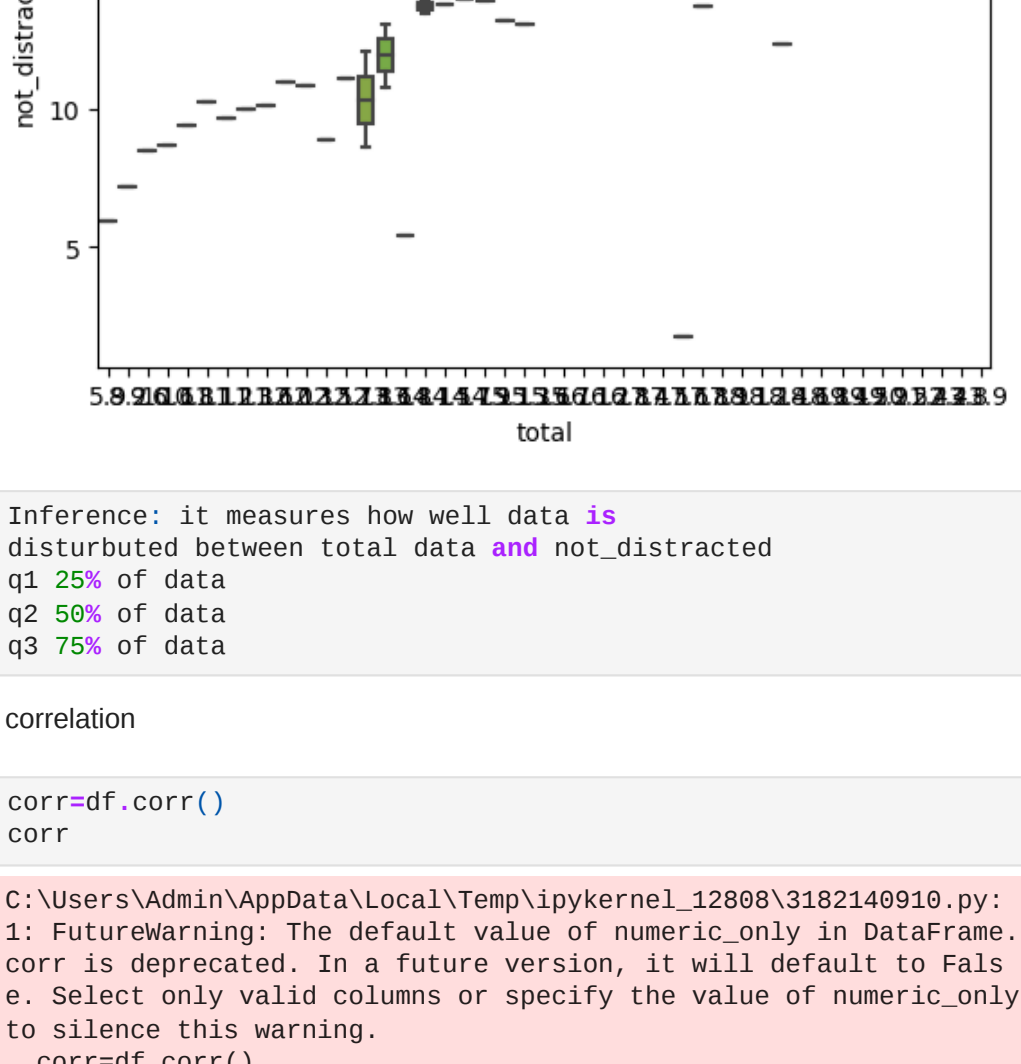 not_distrac
10
5
total
Inference: it measures how well data is
disturbuted between total data and not_distracted
q1 25% of data
q2 50% of data
q3 75% of data
correlation
corr=df.corr()
corr
C:\Users\Admin\AppData\Local\Temp\ipykernel_12808\3182140910.py:
1: FutureWarning: The default value of numeric_only in DataFrame.
corr is deprecated. In a future version, it will default to Fals
e. Select only valid columns or specify the value of numeric_only
to silence this warning.
corr=df.corr()